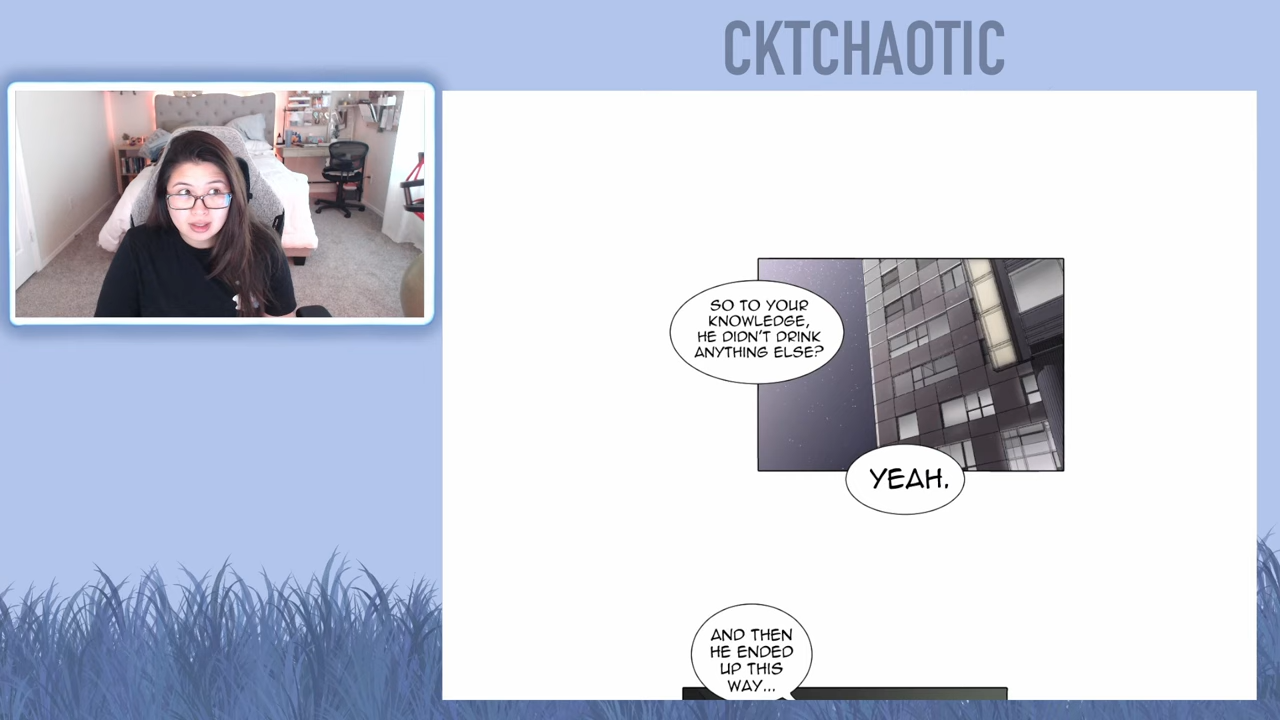 CKTCHAOTIC
SO TO YOUR
KNOWLEDGE,
HE DIDN'T DRINK
ANYTHING ELSE?
YEAH.
AND THEN
HE ENDED
UP THIS
WAY...